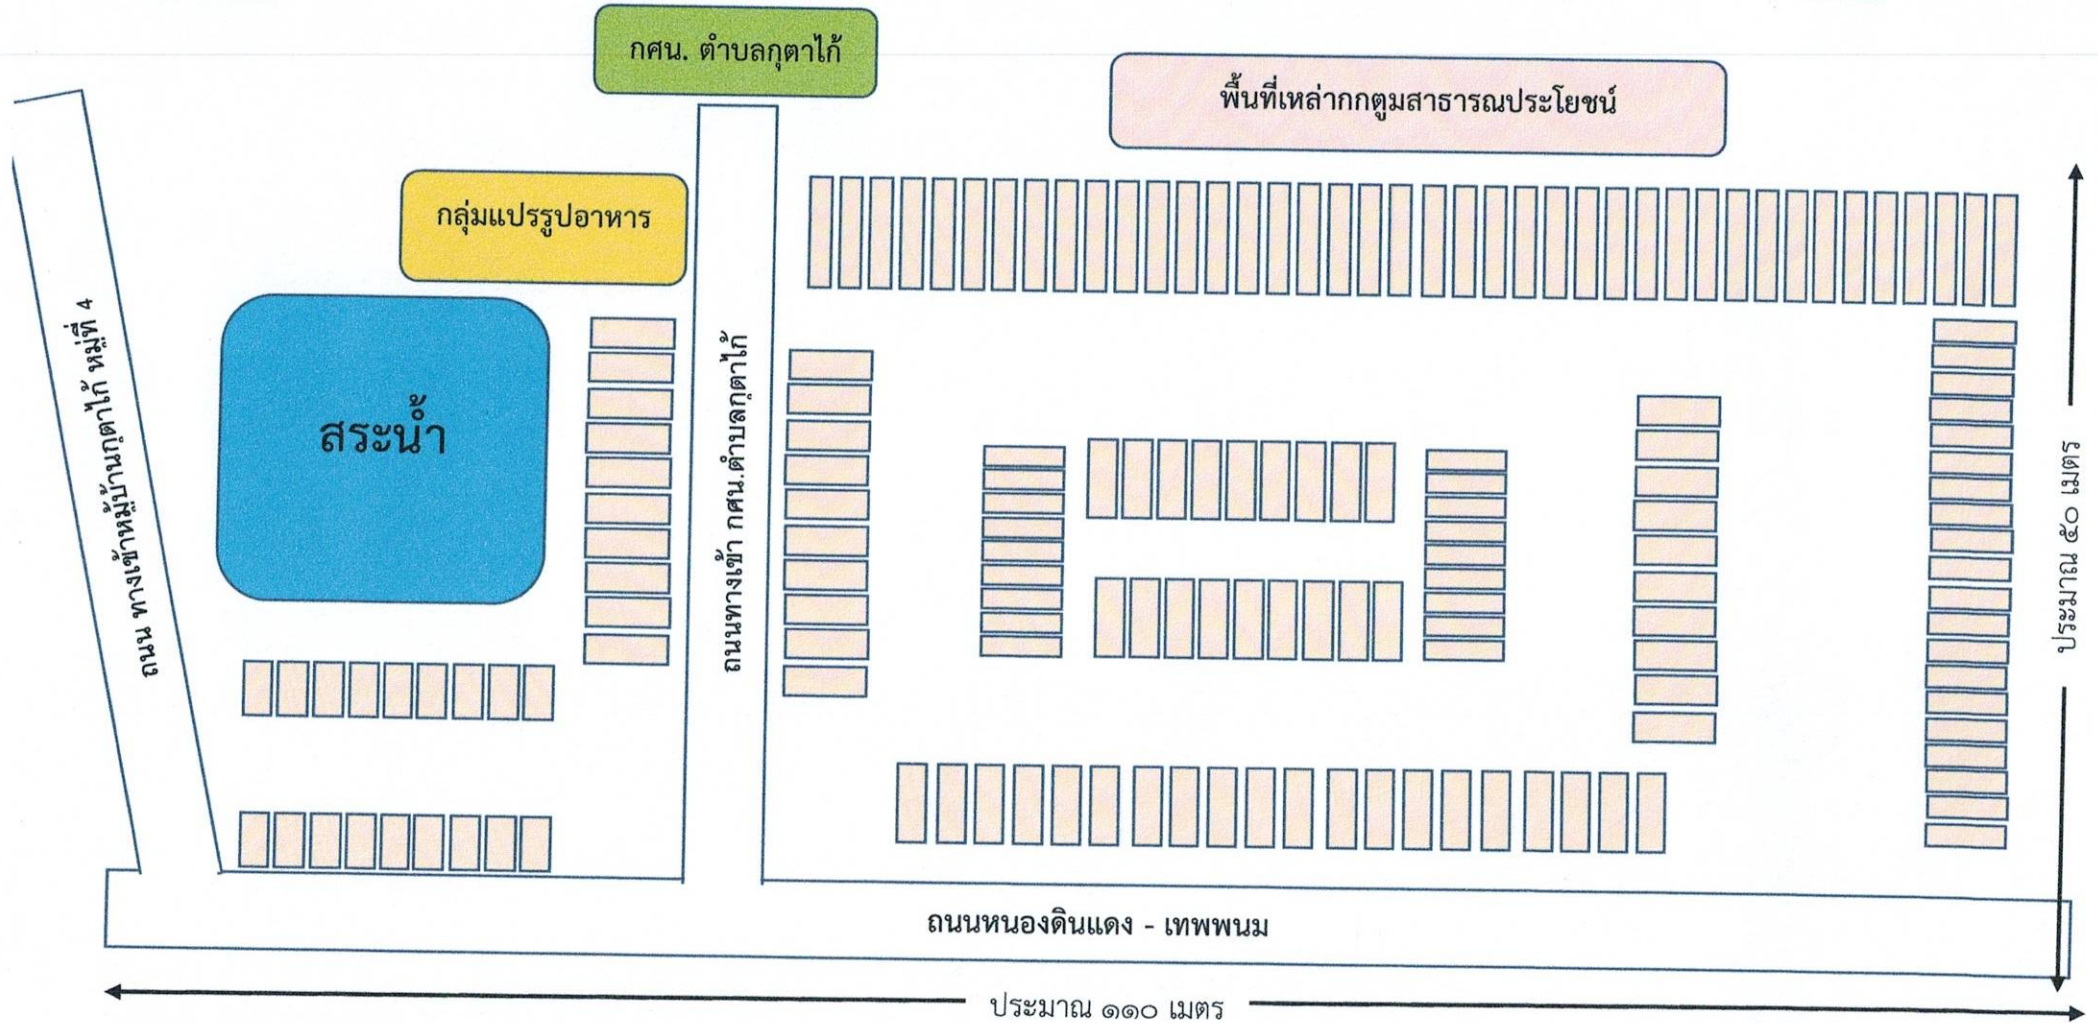 กศน. ตำบลกุตาไก้
พื้นที่เหล่ากกตูมสาธารณประโยชน์
กลุ่มแปรรูปอาหาร
ถนน ทางเข้าหมู้บ้านกุตาไก้ หมู่ที่ 4
สระน้ำ
ถนนทางเข้า กศน.ตำบลกุตาไก้
ประมาณ ๕๐ เมตร
ถนนหนองดินแดง - เทพพนม
ประมาณ ๑๑๐ เมตร